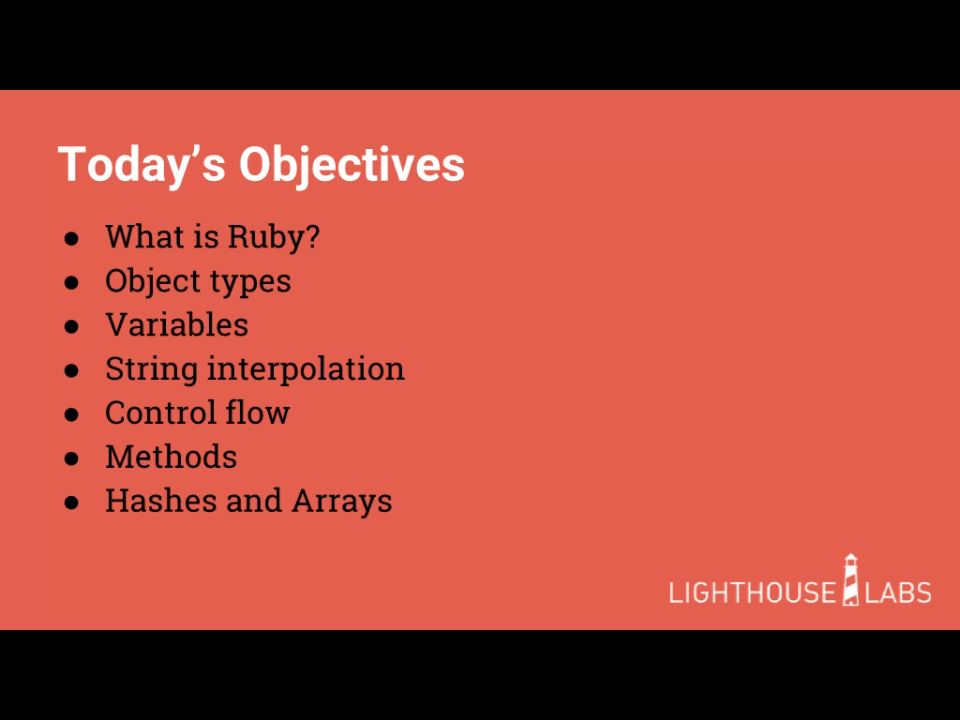 Today’s Objectives
● What is Ruby?
● Object types
● Variables
● String interpolation
● Control flow
● Methods
● Hashes and Arrays
LIGHTHOUSE LABS